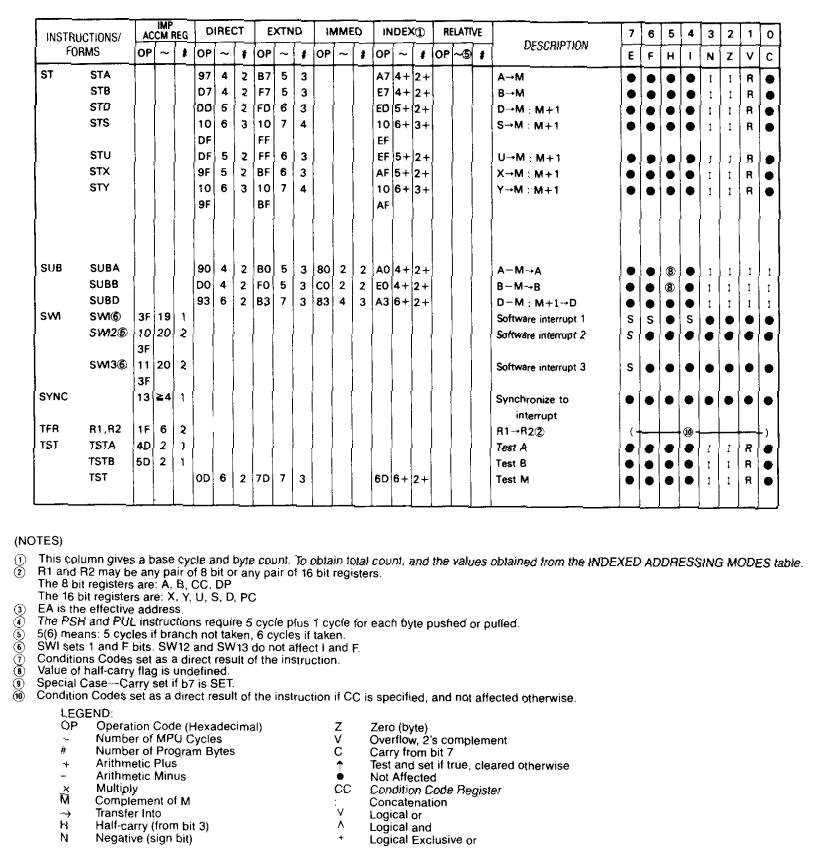 INSTRUCTIONS/ FORMS IMP ACCM REG DIRECT EXTND IMMED INDEX① RELATIVE DESCRIPTION 7 6 5 4 3 2 1 0
OP ~ # OP ~ # OP ~ # OP ~ # OP ~ # OP ~⑤ # E F H I N Z V C
ST STA 97 4 2 B7 5 3 A7 4+ 2+ A→M ● ● ● ● ↕ ↕ R ●
STB D7 4 2 F7 5 3 E7 4+ 2+ B→M ● ● ● ● ↕ ↕ R ●
STD DD 5 2 FD 6 3 ED 5+ 2+ D→M : M+1 ● ● ● ● ↕ ↕ R ●
STS 10 6 3 10 7 4 10 6+ 3+ S→M : M+1 ● ● ● ● ↕ ↕ R ●
DF FF EF
STU DF 5 2 FF 6 3 EF 5+ 2+ U→M : M+1 ● ● ● ● ↕ ↕ R ●
STX 9F 5 2 BF 6 3 AF 5+ 2+ X→M : M+1 ● ● ● ● ↕ ↕ R ●
STY 10 6 3 10 7 4 10 6+ 3+ Y→M : M+1 ● ● ● ● ↕ ↕ R ●
9F BF AF
SUB SUBA 90 4 2 B0 5 3 80 2 2 A0 4+ 2+ A−M→A ● ● ⑧ ● ↕ ↕ ↕ ↕
SUBB D0 4 2 F0 5 3 C0 2 2 E0 4+ 2+ B−M→B ● ● ⑧ ● ↕ ↕ ↕ ↕
SUBD 93 6 2 B3 7 3 83 4 3 A3 6+ 2+ D−M : M+1→D ● ● ● ● ↕ ↕ ↕ ↕
SWI SWI⑥ 3F 19 1 Software interrupt 1 S S ● S ● ● ● ●
SWI2⑥ 10 20 2 Software interrupt 2 S ● ● ● ● ● ● ●
3F
SWI3⑥ 11 20 2 Software interrupt 3 S ● ● ● ● ● ● ●
3F
SYNC 13 ≧4 1 Synchronize to ● ● ● ● ● ● ● ●
interrupt
TFR R1,R2 1F 6 2 R1→R2② ( ⑩ )
TST TSTA 4D 2 1 Test A ● ● ● ● ↕ ↕ R ●
TSTB 5D 2 1 Test B ● ● ● ● ↕ ↕ R ●
TST 0D 6 2 7D 7 3 6D 6+ 2+ Test M ● ● ● ● ↕ ↕ R ●
(NOTES)
① This column gives a base cycle and byte count. To obtain total count, and the values obtained from the INDEXED ADDRESSING MODES table.
② R1 and R2 may be any pair of 8 bit or any pair of 16 bit registers.
The 8 bit registers are: A, B, CC, DP
The 16 bit registers are: X, Y, U, S, D, PC
③ EA is the effective address.
④ The PSH and PUL instructions require 5 cycle plus 1 cycle for each byte pushed or pulled.
⑤ 5(6) means: 5 cycles if branch not taken, 6 cycles if taken.
⑥ SWI sets 1 and F bits. SW12 and SW13 do not affect I and F.
⑦ Conditions Codes set as a direct result of the instruction.
⑧ Value of half-carry flag is undefined.
⑨ Special Case—Carry set if b7 is SET.
⑩ Condition Codes set as a direct result of the instruction if CC is specified, and not affected otherwise.
LEGEND:
OP Operation Code (Hexadecimal) Z Zero (byte)
~ Number of MPU Cycles V Overflow, 2's complement
# Number of Program Bytes C Carry from bit 7
+ Arithmetic Plus ↑ Test and set if true, cleared otherwise
− Arithmetic Minus ● Not Affected
x Multiply CC Condition Code Register
M̅ Complement of M : Concatenation
→ Transfer Into V Logical or
H Half-carry (from bit 3) ^ Logical and
N Negative (sign bit) + Logical Exclusive or